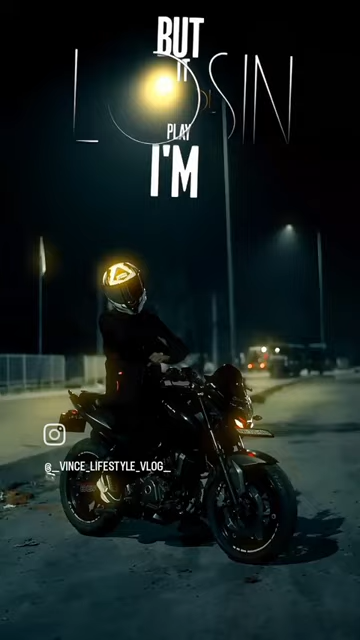 BUT
IT
LOSIN
PLAY
I'M
@_VINCE_LIFESTYLE_VLOG_